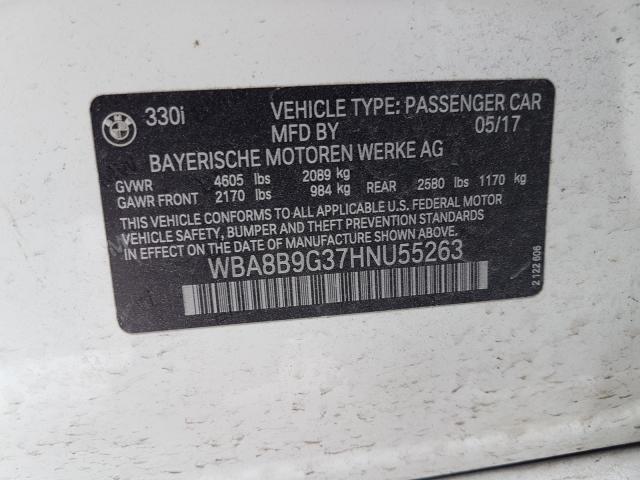 330i VEHICLE TYPE: PASSENGER CAR
MFD BY 05/17
BAYERISCHE MOTOREN WERKE AG
GVWR 4605 lbs 2089 kg
GAWR FRONT 2170 lbs 984 kg REAR 2580 lbs 1170 kg
THIS VEHICLE CONFORMS TO ALL APPLICABLE U.S. FEDERAL MOTOR
VEHICLE SAFETY, BUMPER AND THEFT PREVENTION STANDARDS
IN EFFECT ON THE DATE OF MANUFACTURE SHOWN ABOVE.
WBA8B9G37HNU55263
2 122 606